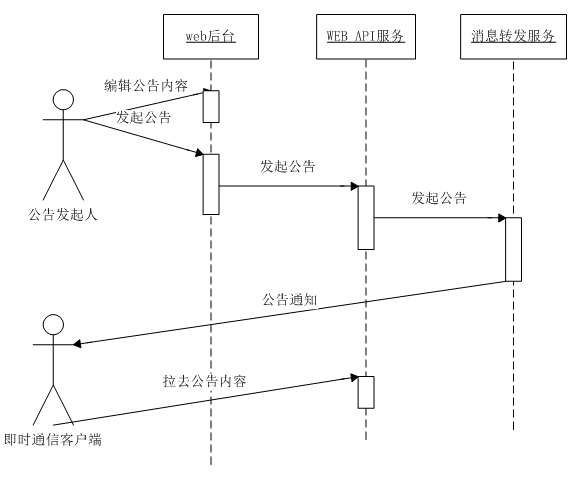 web后台
WEB API服务
消息转发服务
编辑公告内容
发起公告
发起公告
发起公告
公告发起人
公告通知
拉去公告内容
即时通信客户端